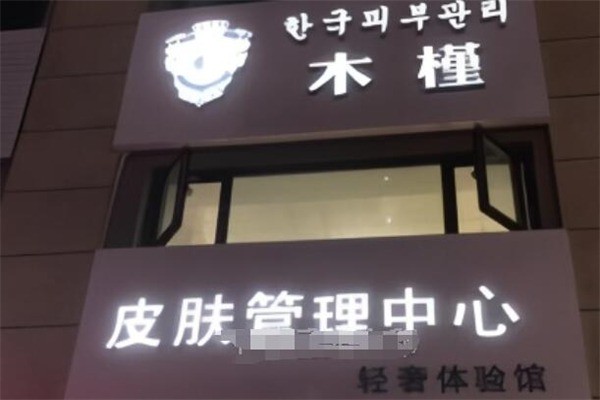 한국피부관리
木槿
皮肤管理中心
轻奢体验馆